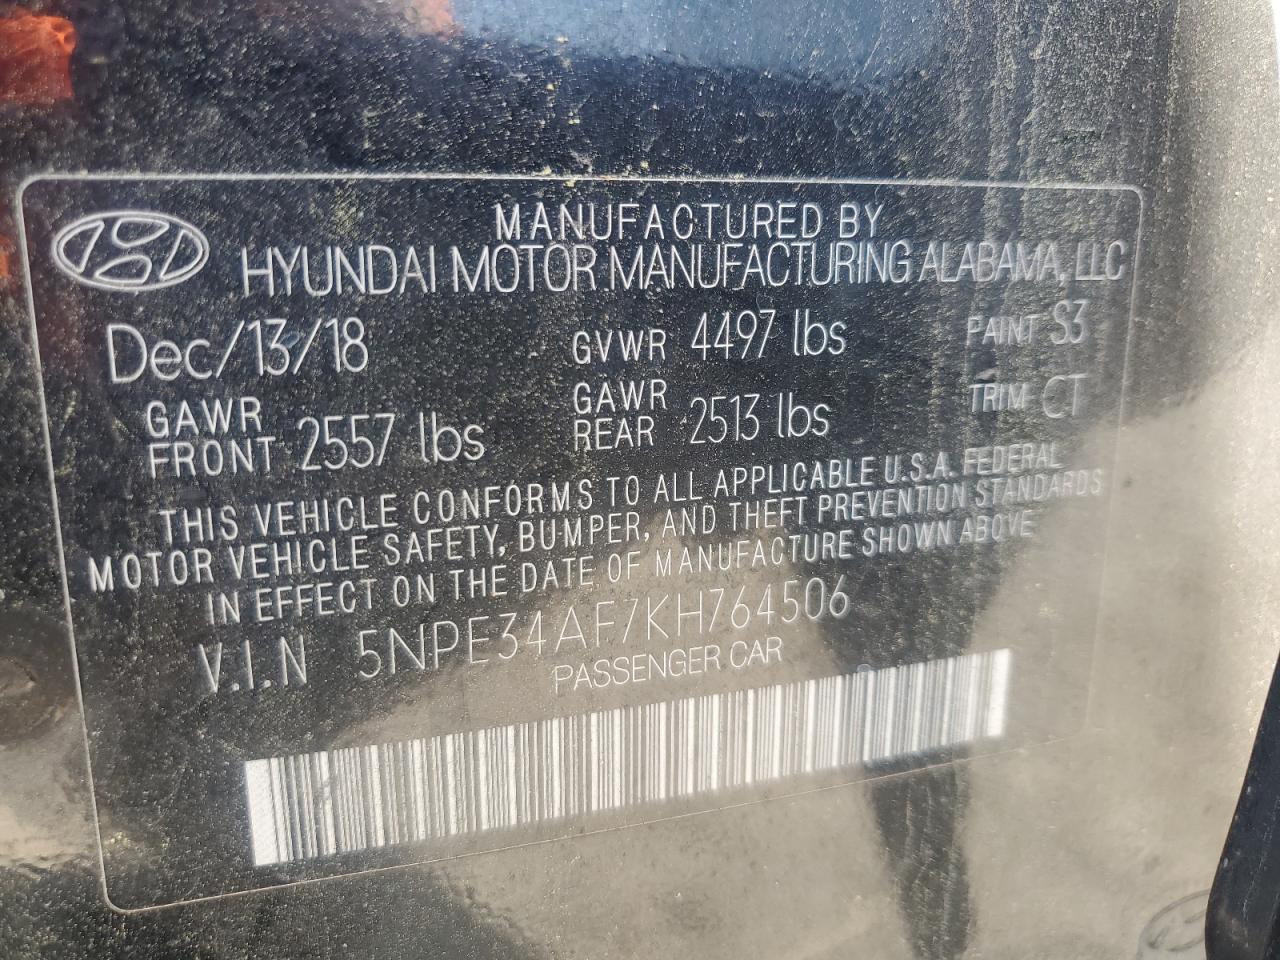 MANUFACTURED BY
HYUNDAI MOTOR MANUFACTURING ALABAMA, LLC
Dec/13/18 GVWR 4497 lbs PAINT S3
GAWR FRONT 2557 lbs GAWR REAR 2513 lbs TRIM CT
THIS VEHICLE CONFORMS TO ALL APPLICABLE U.S.A. FEDERAL
MOTOR VEHICLE SAFETY, BUMPER, AND THEFT PREVENTION STANDARDS
IN EFFECT ON THE DATE OF MANUFACTURE SHOWN ABOVE
V.I.N 5NPE34AF7KH764506
PASSENGER CAR